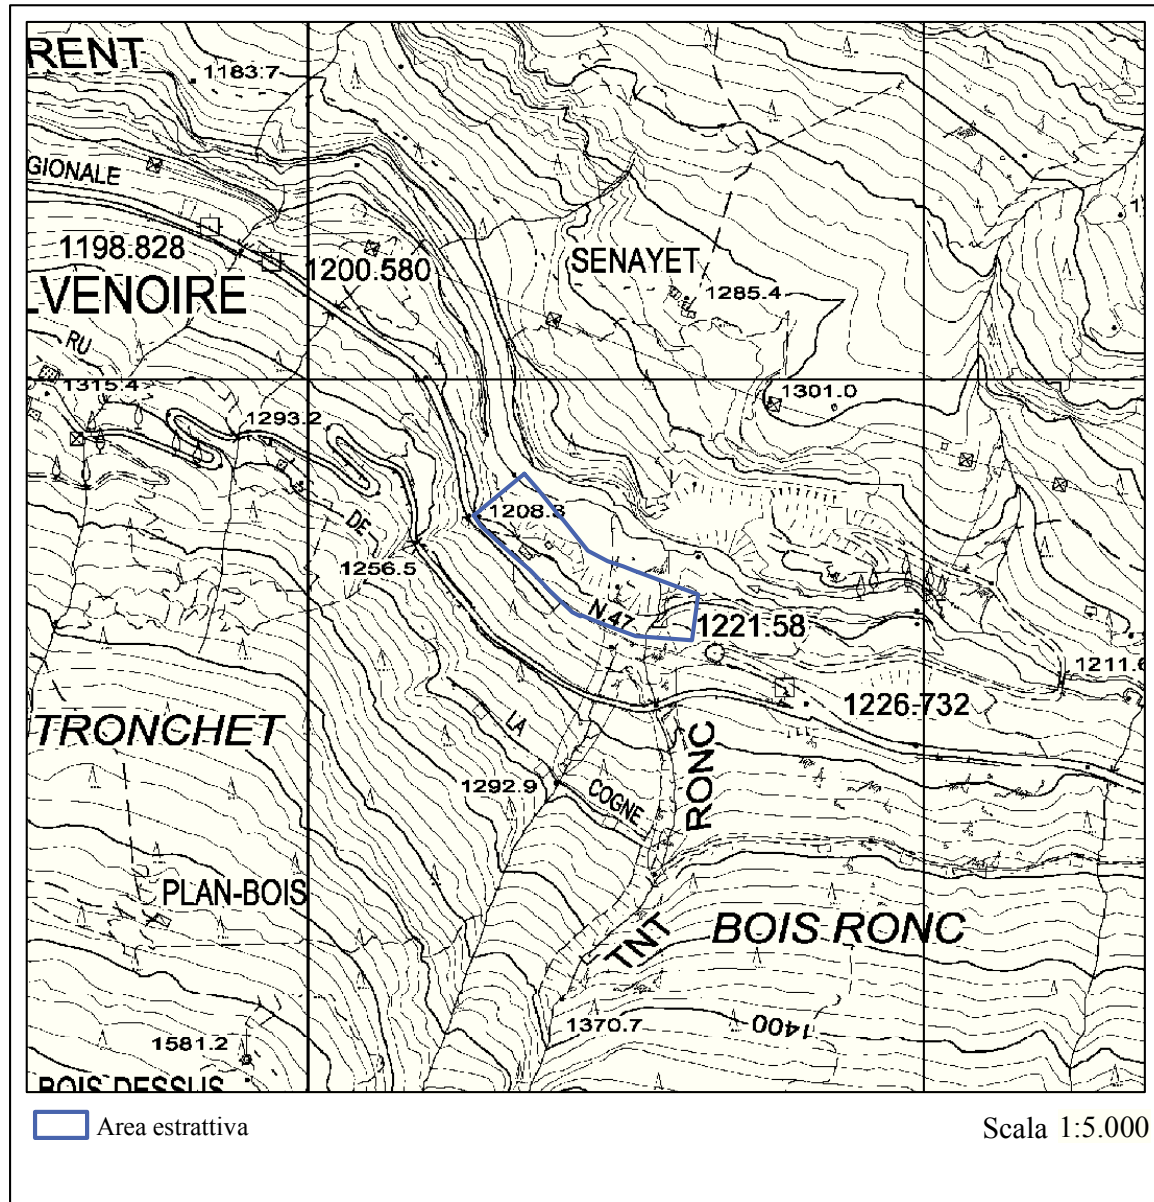 RENT
1183.7
GIONALE
1198.828
1200.580
SENAYET
1285.4
LVENOIRE
RU
1315.4
1293.2
1301.0
DE
1208.3
1256.5
N.47
1221.58
1211.6
1226.732
TRONCHET
LA
RONC
1292.9
COGNE
PLAN-BOIS
TNT
BOIS RONC
1370.7
1400
1581.2
BOIS DESSUS
Area estrattiva
Scala 1:5.000